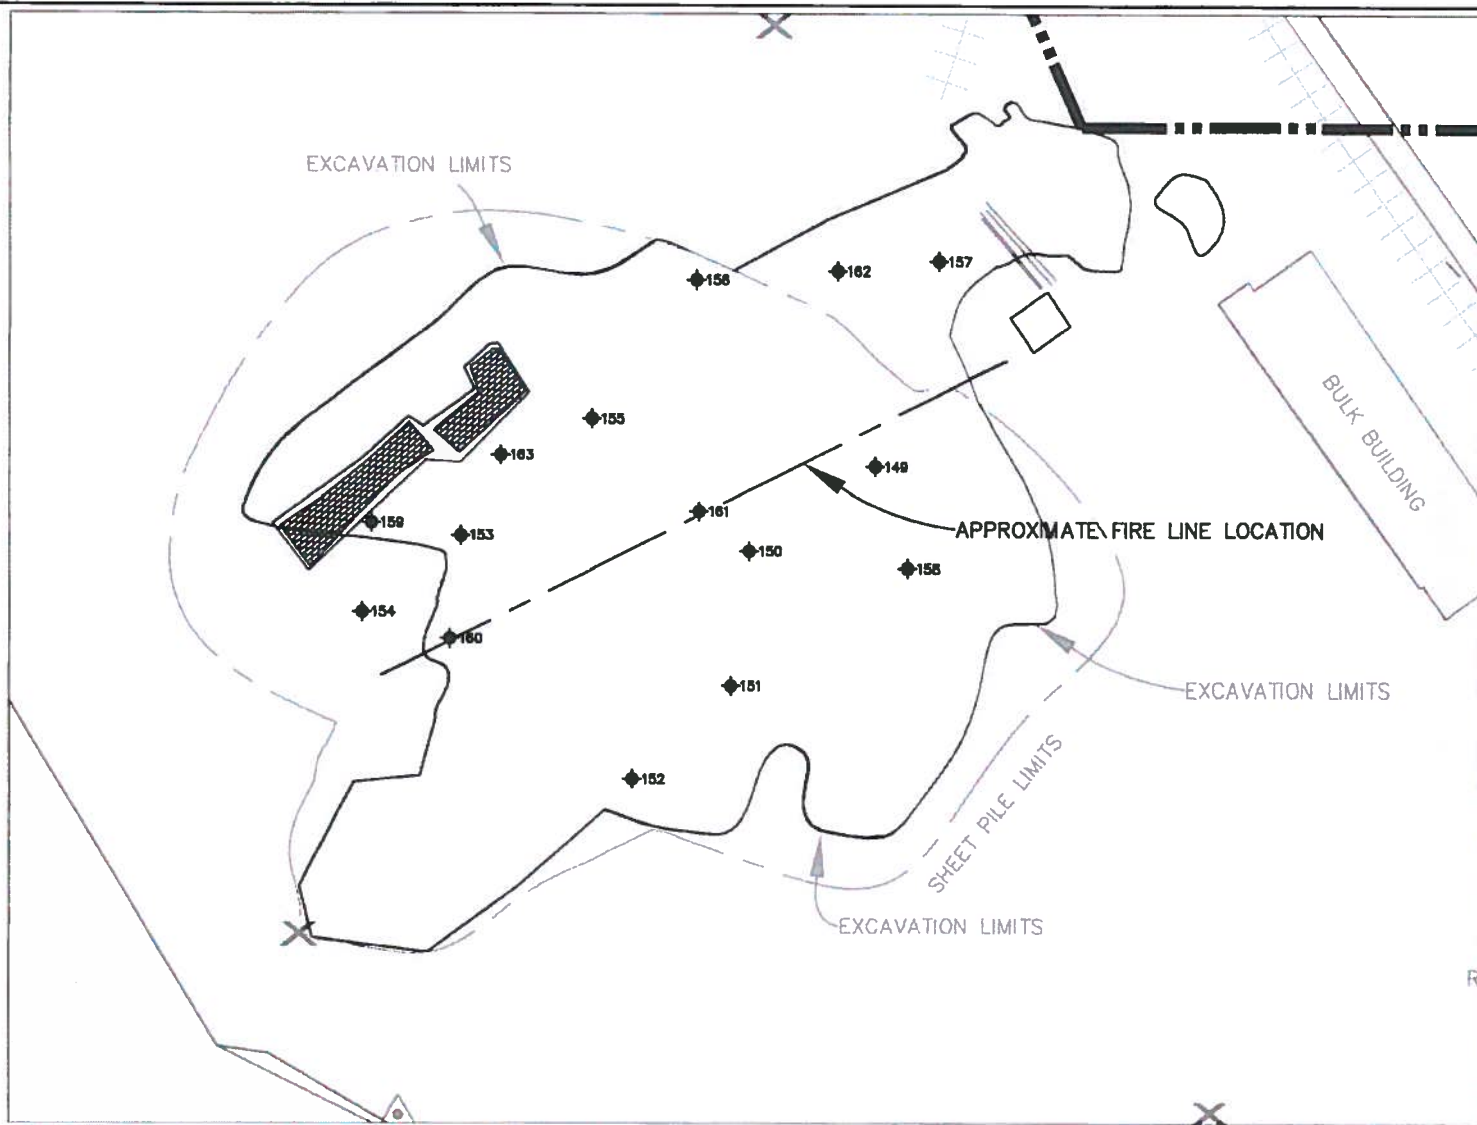 EXCAVATION LIMITS
157
162
156
BULK BUILDING
155
163
149
161
159
153
APPROXIMATE FIRE LINE LOCATION
150
158
154
160
151
EXCAVATION LIMITS
152
SHEET PILE LIMITS
EXCAVATION LIMITS
R